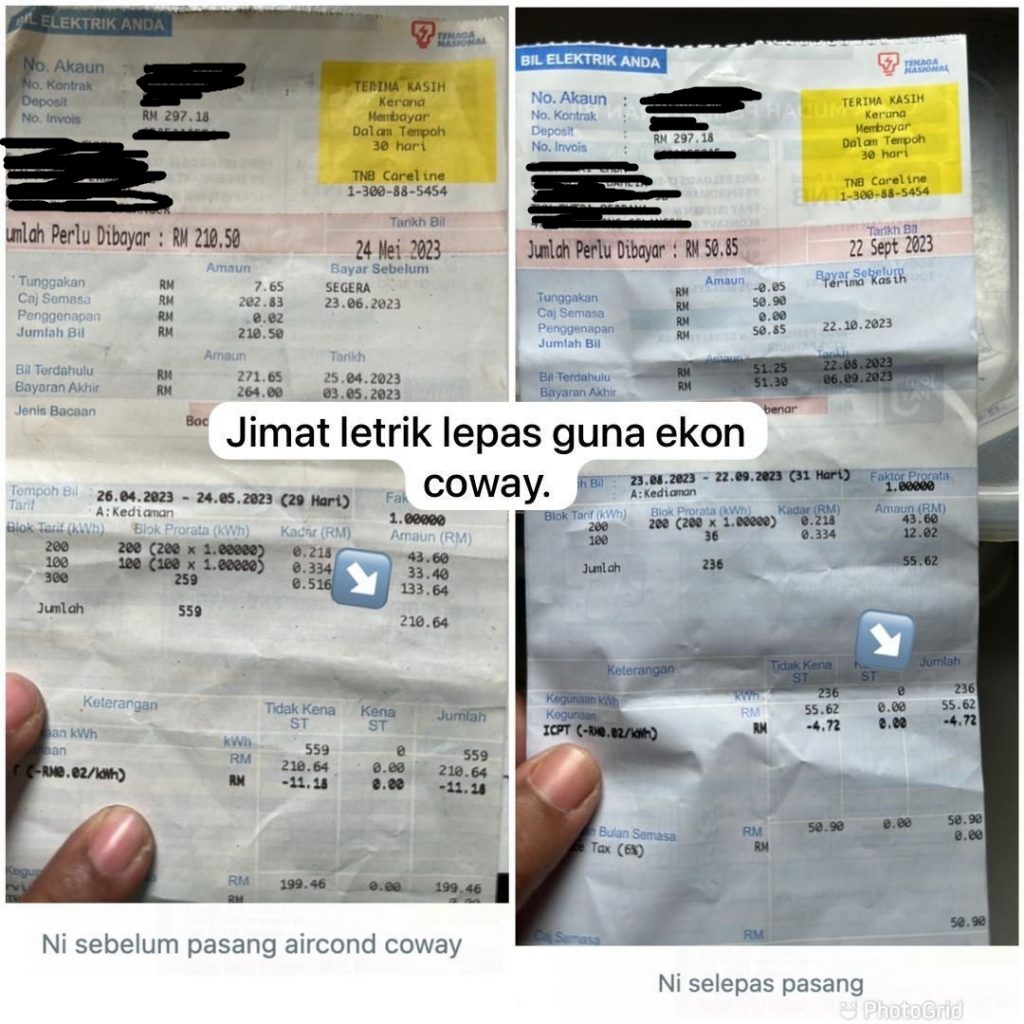 BIL ELEKTRIK ANDA
TENAGA
NASIONAL
No. Akaun :
No. Kontrak
Deposit
RM 297.18
No. Invois
TERIMA KASIH
Kerana
Membayar
Dalam Tempoh
30 hari
TNB Careline
1-300-88-5454
umlah Perlu Dibayar : RM 210.50
Tarikh Bil
24 Mei 2023
Amaun Bayar Sebelum
Tunggakan RM 7.65 SEGERA
Caj Semasa RM 202.83 23.06.2023
Penggenapan RM 0.02
Jumlah Bil RM 210.50
Amaun Tarikh
Bil Terdahulu RM 271.65 25.04.2023
Bayaran Akhir RM 264.00 03.05.2023
Jenis Bacaan Bac
Tempoh Bil : 26.04.2023 - 24.05.2023 (29 Hari) Fak
Tarif : A:Kediaman 1.00000
Blok Tarif (kWh) Blok Prorata (kWh) Kadar (RM) Amaun (RM)
200 200 (200 x 1.00000) 0.218 43.60
100 100 (100 x 1.00000) 0.334 33.40
300 259 0.516 133.64
Jumlah 559 210.64
Keterangan Tidak Kena ST Kena ST Jumlah
aan kWh kWh 559 0 559
unaan RM 210.64 0.00 210.64
(-RM0.02/kWh) RM -11.18 0.00 -11.18
Kegu RM 199.46 0.00 199.46
RM
Ni sebelum pasang aircond coway
Jimat letrik lepas guna ekon
coway.
BIL ELEKTRIK ANDA
TENAGA
NASIONAL
No. Akaun :
No. Kontrak :
Deposit
RM 297.18
No. Invois
TERIMA KASIH
Kerana
Membayar
Dalam Tempoh
30 hari
TNB Careline
1-300-88-5454
Jumlah Perlu Dibayar : RM 50.85
Tarikh Bil
22 Sept 2023
Amaun Bayar Sebelum
Tunggakan RM -0.05 Terima Kasih
Caj Semasa RM 50.90
Penggenapan RM 0.00
Jumlah Bil RM 50.85 22.10.2023
Amaun Tarikh
Bil Terdahulu RM 51.25 22.08.2023
Bayaran Akhir RM 51.30 06.09.2023
benar
h Bil : 23.08.2023 - 22.09.2023 (31 Hari) Faktor Prorata
A:Kediaman 1.00000
Blok Tarif (kWh) Blok Prorata (kWh) Kadar (RM) Amaun (RM)
200 200 (200 x 1.00000) 0.218 43.60
100 36 0.334 12.02
Jumlah 236 55.62
Keterangan Tidak Kena ST K ST Jumlah
Kegunaan kWh kWh 236 0 236
Kegunaan RM 55.62 0.00 55.62
ICPT (-RM0.02/kWh) RM -4.72 0.00 -4.72
n Bulan Semasa RM 50.90 0.00 50.90
e Tax (6%) RM 0.00
Caj Semasa RM 50.90
Ni selepas pasang
PhotoGrid